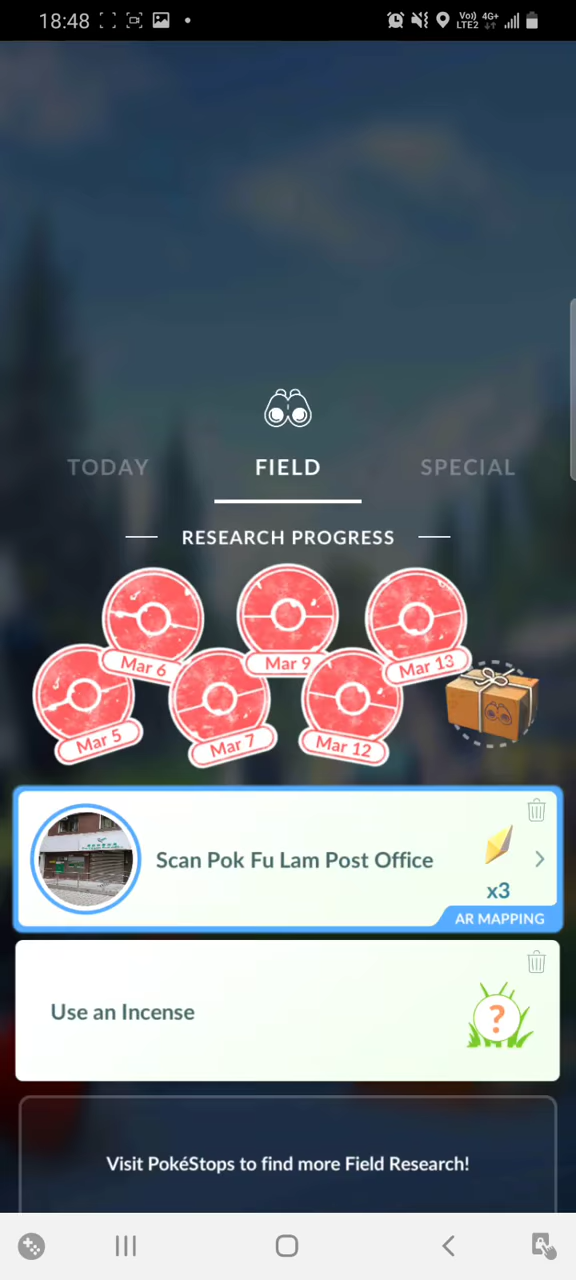 18:48
Vo)) 4G+
LTE2
TODAY
FIELD
SPECIAL
RESEARCH PROGRESS
Mar 6
Mar 9
Mar 13
Mar 5
Mar 7
Mar 12
Scan Pok Fu Lam Post Office
x3
AR MAPPING
Use an Incense
?
Visit PokéStops to find more Field Research!